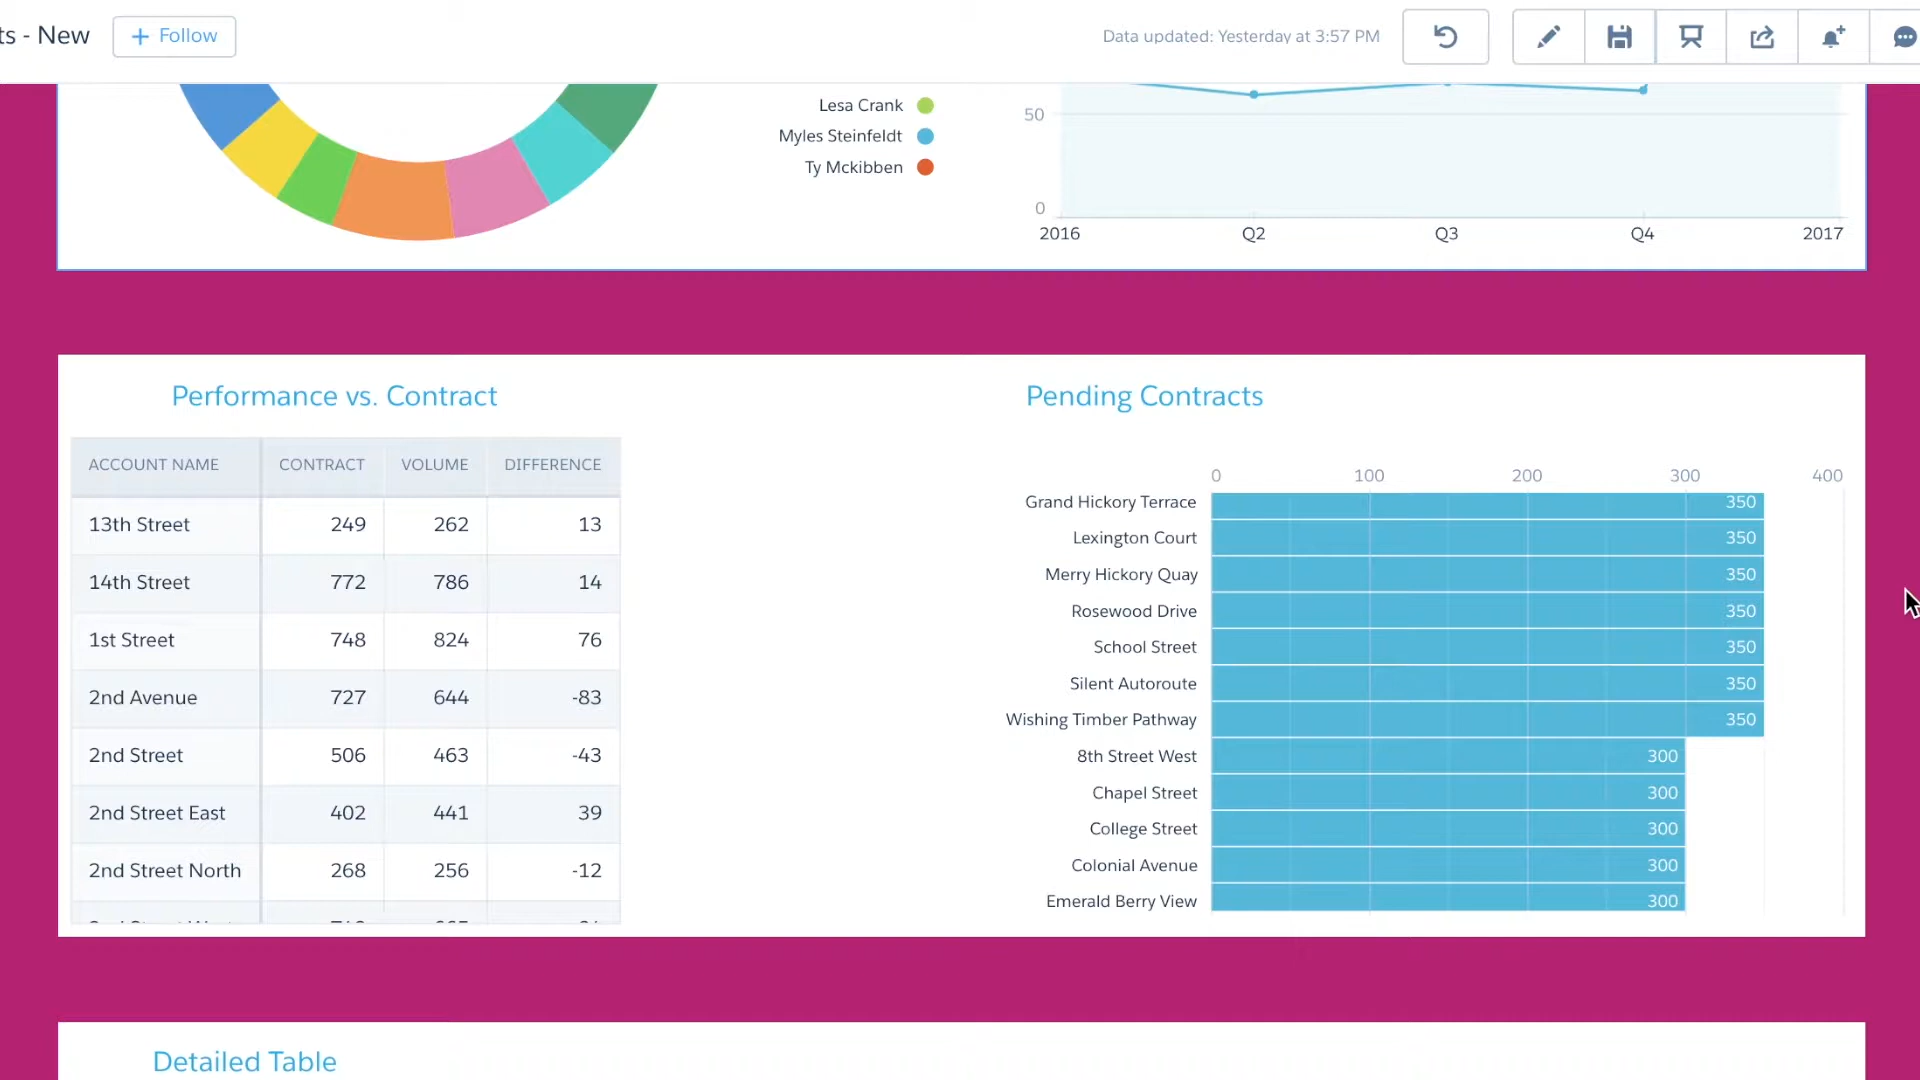 ts - New
Follow
Data updated: Yesterday at 3:57 PM
Lesa Crank
Myles Steinfeldt
Ty Mckibben
50
0
2016 Q2 Q3 Q4 2017
Performance vs. Contract
ACCOUNT NAME CONTRACT VOLUME DIFFERENCE
13th Street 249 262 13
14th Street 772 786 14
1st Street 748 824 76
2nd Avenue 727 644 -83
2nd Street 506 463 -43
2nd Street East 402 441 39
2nd Street North 268 256 -12
Pending Contracts
0 100 200 300 400
Grand Hickory Terrace 350
Lexington Court 350
Merry Hickory Quay 350
Rosewood Drive 350
School Street 350
Silent Autoroute 350
Wishing Timber Pathway 350
8th Street West 300
Chapel Street 300
College Street 300
Colonial Avenue 300
Emerald Berry View 300
Detailed Table